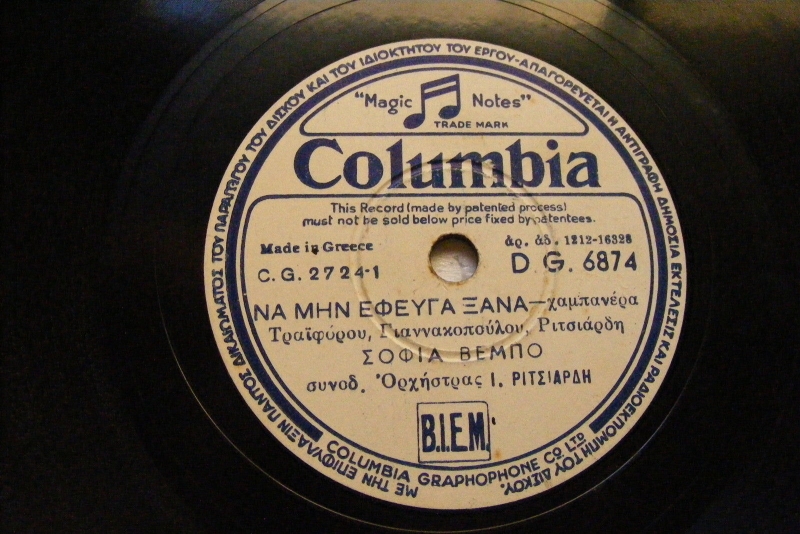 ΜΕ ΤΗΝ ΕΠΙΦΥΛΑΞΙΝ ΠΑΝΤΟΣ ΔΙΚΑΙΩΜΑΤΟΣ ΤΟΥ ΠΑΡΑΓΩΓΟΥ ΤΟΥ ΔΙΣΚΟΥ ΚΑΙ ΤΟΥ ΙΔΙΟΚΤΗΤΟΥ ΤΟΥ ΕΡΓΟΥ-ΑΠΑΓΟΡΕΥΕΤΑΙ Η ΑΝΤΙΓΡΑΦΗ ΔΗΜΟΣΙΑ ΕΚΤΕΛΕΣΙΣ ΚΑΙ ΡΑΔΙΟΕΚΠΟΜΠΗ ΤΟΥ ΔΙΣΚΟΥ.
"Magic Notes"
TRADE MARK
Columbia
This Record (made by patented process)
must not be sold below price fixed by patentees.
Made in Greece ἀρ. ἀδ. 1212-16328
C.G. 2724-1 D G. 6874
ΝΑ ΜΗΝ ΕΦΕΥΓΑ ΞΑΝΑ—χαμπανέρα
Τραϊφόρου, Γιαννακοπούλου, Ριτσιάρδη
ΣΟΦΙΑ ΒΕΜΠΟ
συνοδ. Ὀρχήστρας Ι. ΡΙΤΣΙΑΡΔΗ
B.I.E.M.
COLUMBIA GRAPHOPHONE CO LTD